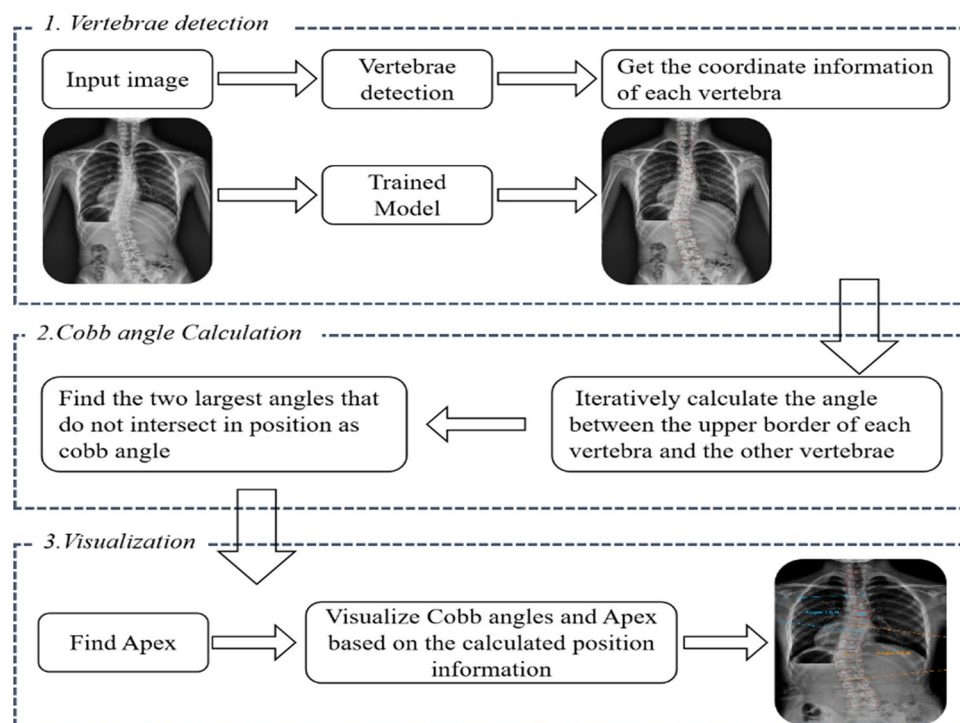 1. Vertebrae detection
Input image
Vertebrae
detection
Get the coordinate information
of each vertebra
Trained
Model
2.Cobb angle Calculation
Find the two largest angles that
do not intersect in position as
cobb angle
Iteratively calculate the angle
between the upper border of each
vertebra and the other vertebrae
3.Visualization
Find Apex
Visualize Cobb angles and Apex
based on the calculated position
information